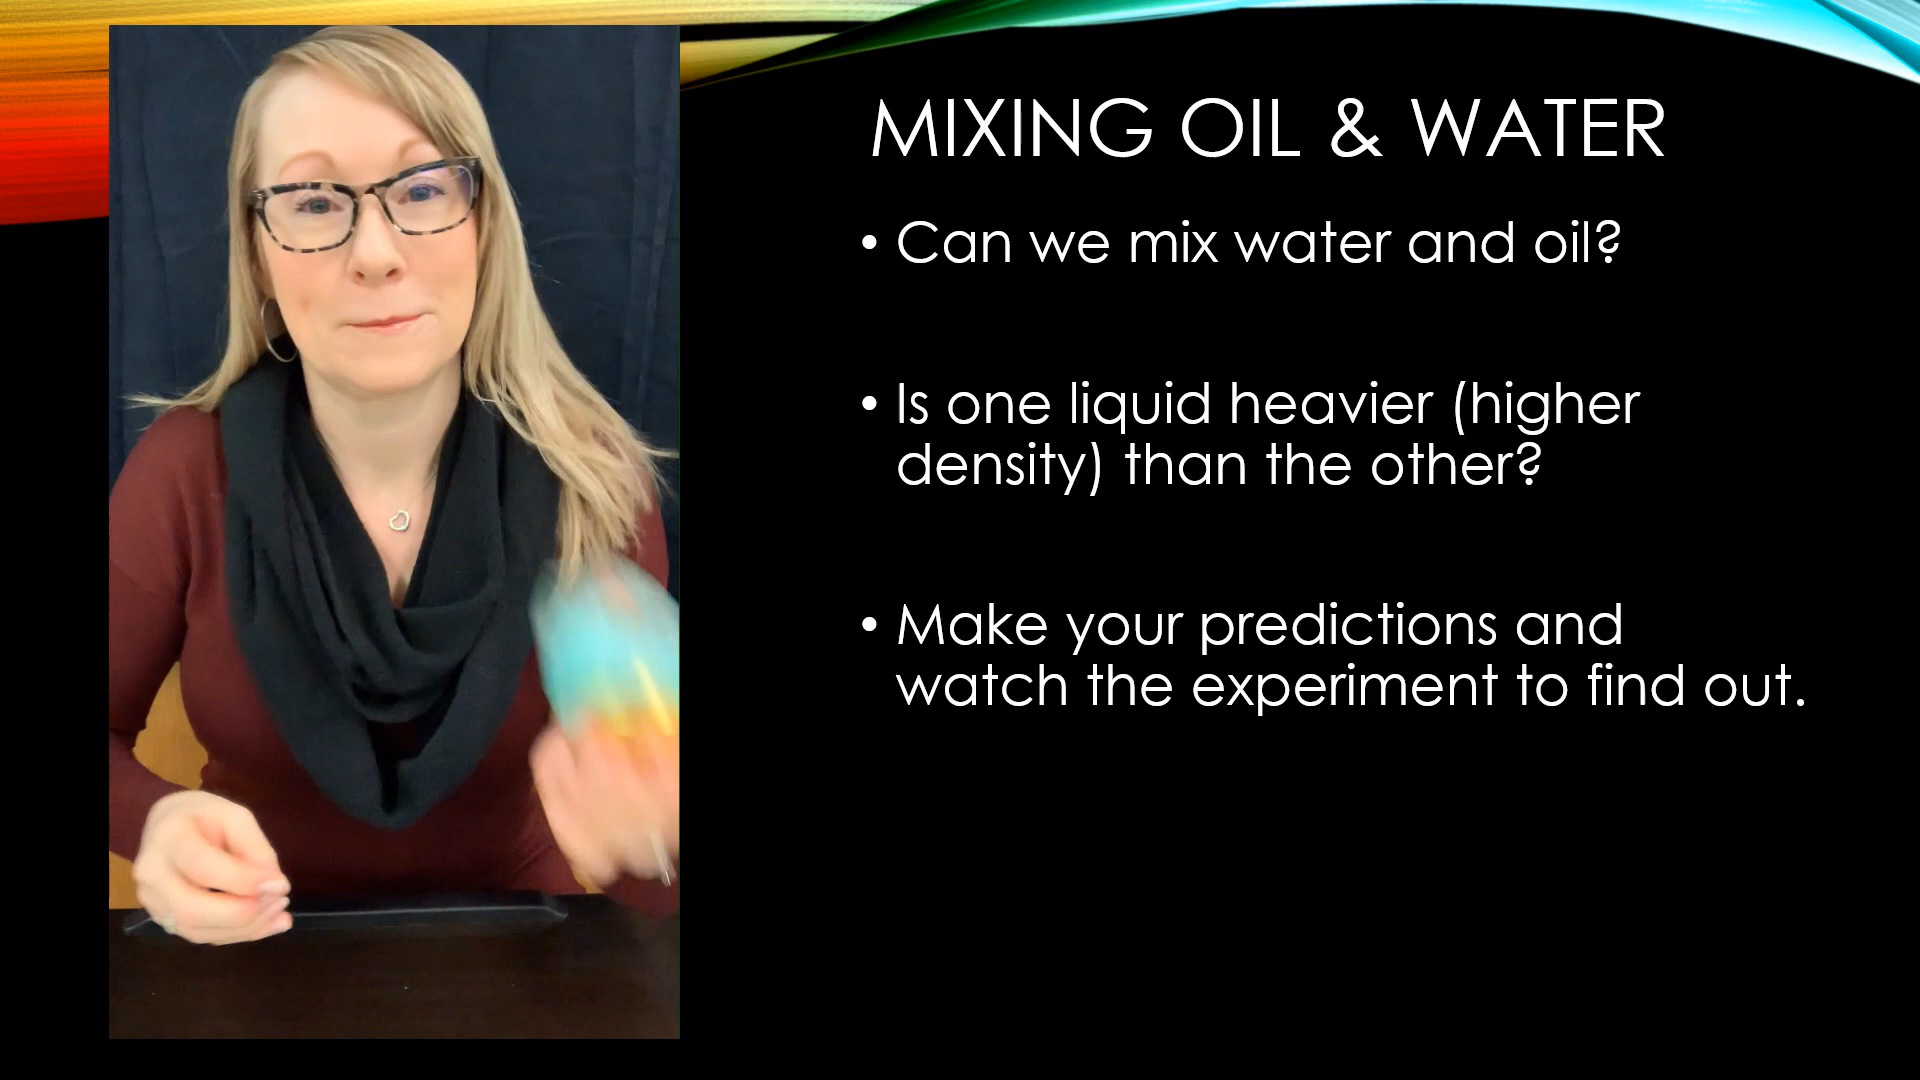 MIXING OIL & WATER
• Can we mix water and oil?
• Is one liquid heavier (higher
density) than the other?
• Make your predictions and
watch the experiment to find out.